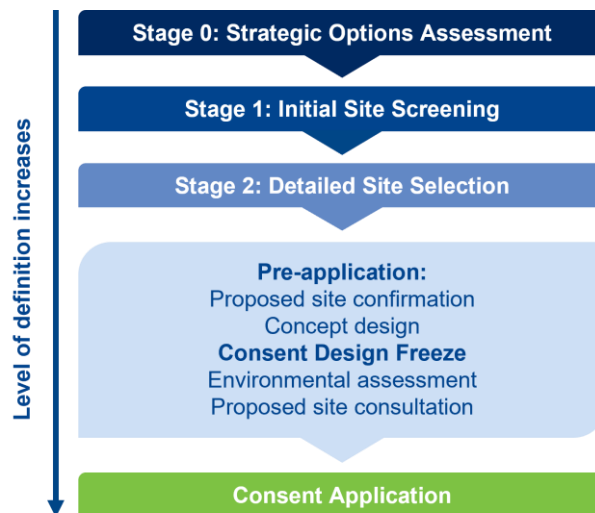 Level of definition increases
Stage 0: Strategic Options Assessment
Stage 1: Initial Site Screening
Stage 2: Detailed Site Selection
Pre-application:
Proposed site confirmation
Concept design
Consent Design Freeze
Environmental assessment
Proposed site consultation
Consent Application